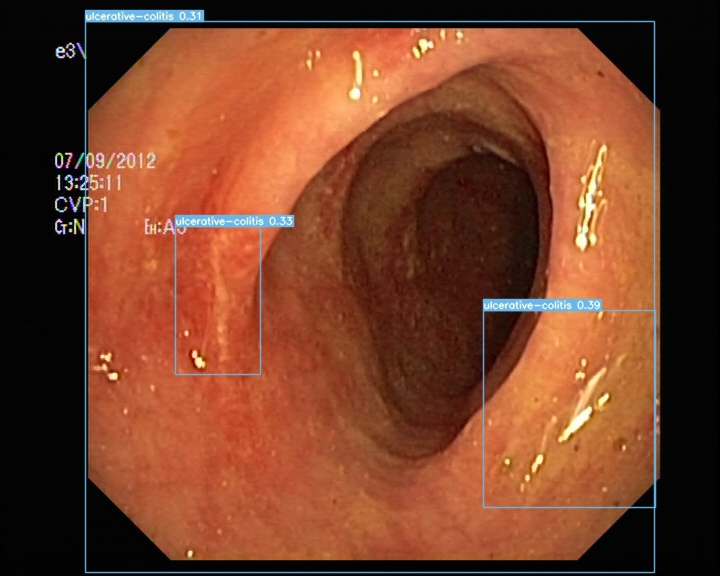 ulcerative-colitis 0.31
e3\
07/09/2012
13:25:11
CVP:1
G:N
ulcerative-colitis 0.33
ulcerative-colitis 0.39